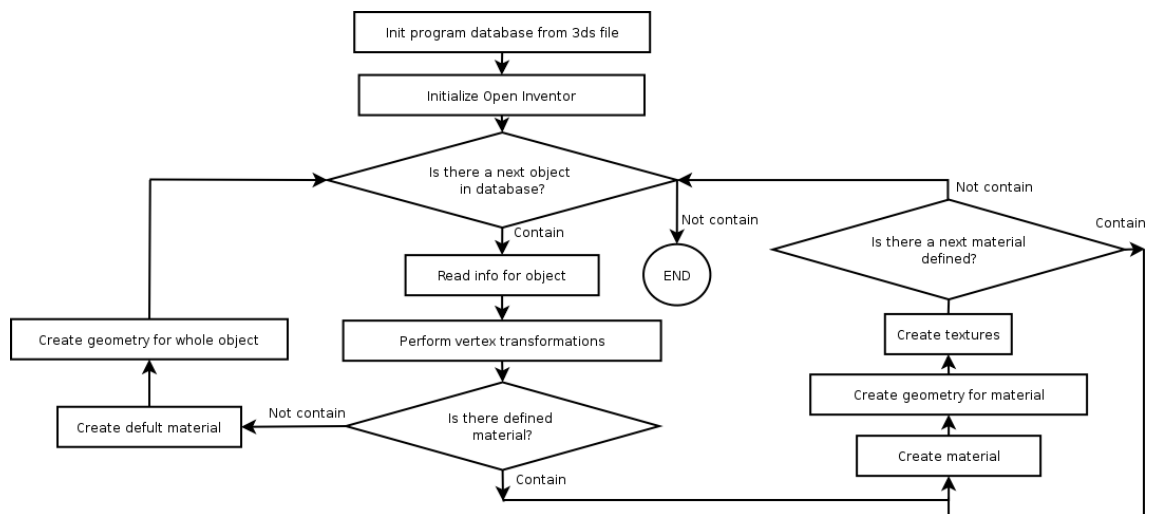 Init program database from 3ds file
Initialize Open Inventor
Is there a next object
in database?
Not contain
Contain
Not contain
Contain
Is there a next material
defined?
Read info for object
END
Create geometry for whole object
Perform vertex transformations
Create textures
Create geometry for material
Not contain
Is there defined
material?
Create defult material
Create material
Contain